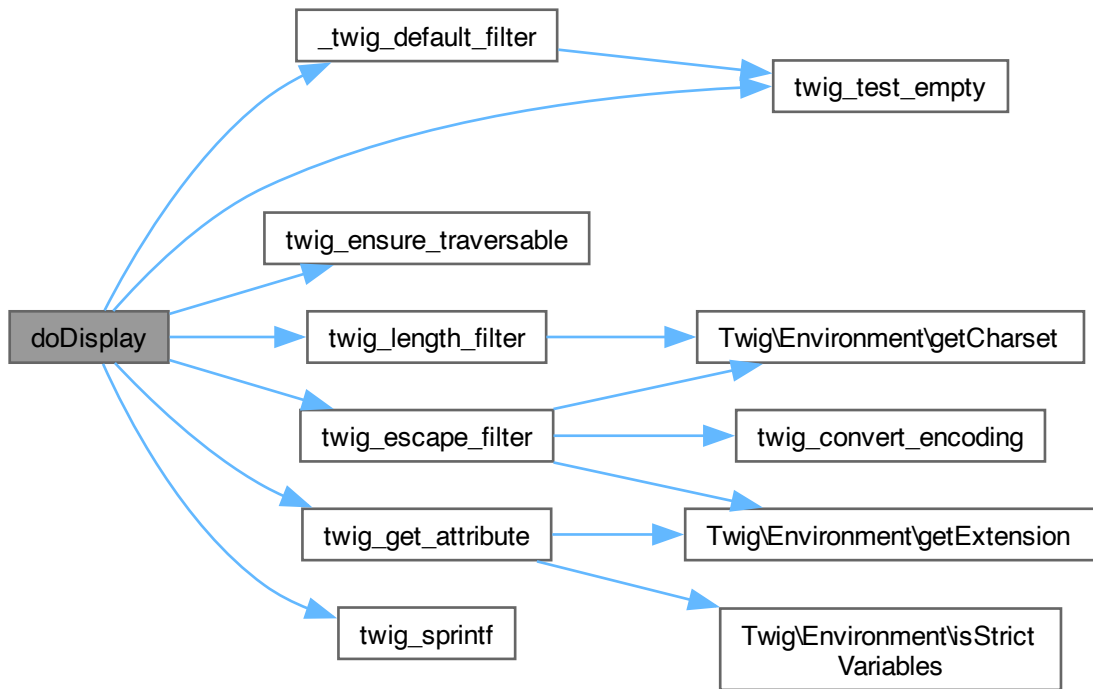 _twig_default_filter
twig_test_empty
twig_ensure_traversable
doDisplay
twig_length_filter
Twig\Environment\getCharset
twig_escape_filter
twig_convert_encoding
twig_get_attribute
Twig\Environment\getExtension
twig_sprintf
Twig\Environment\isStrict
Variables